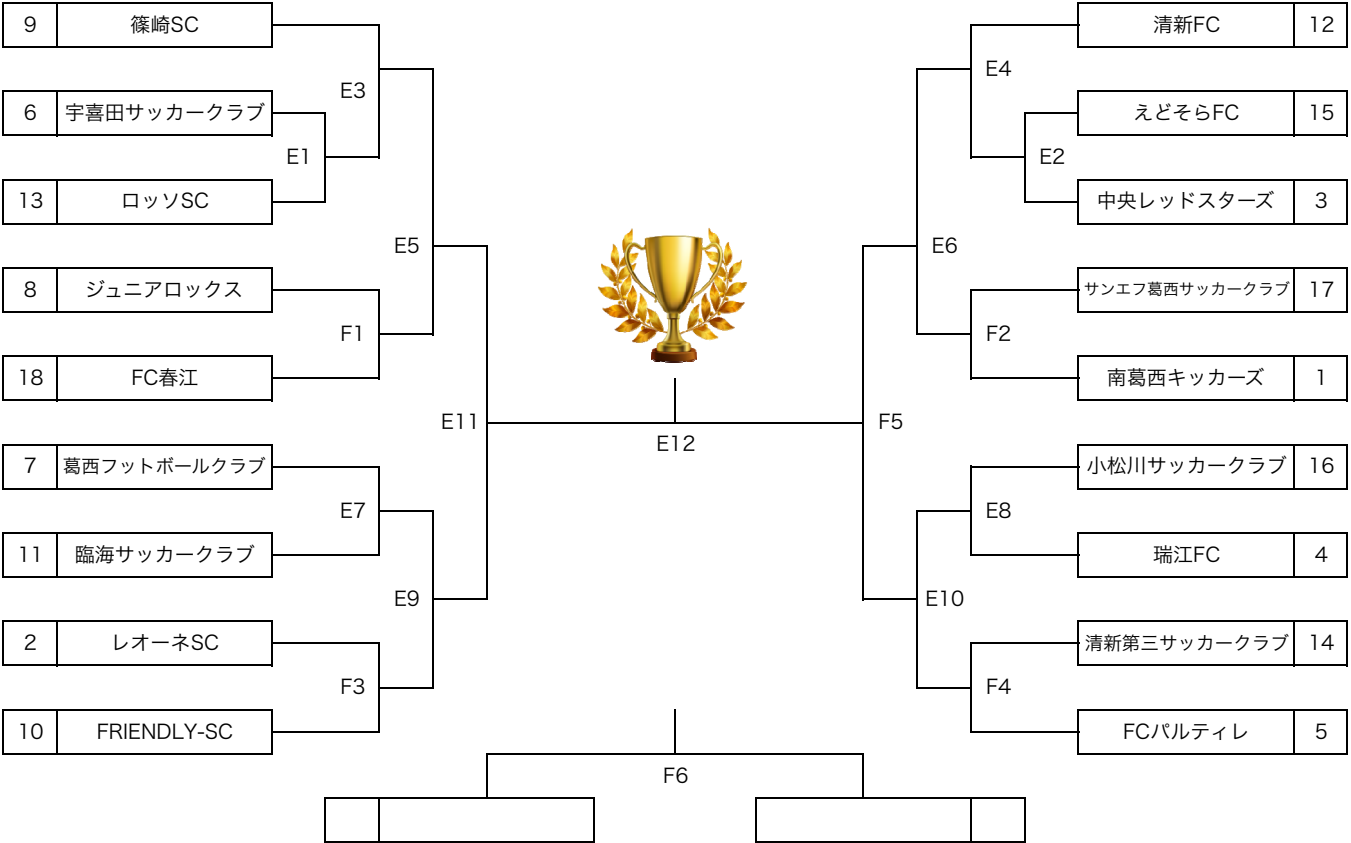 9 篠崎SC
清新FC 12
E3
E4
6 宇喜田サッカークラブ
えどそらFC 15
E1
E2
13 ロッソSC
中央レッドスターズ 3
E5
E6
8 ジュニアロックス
サンエフ葛西サッカークラブ 17
F1
F2
18 FC春江
南葛西キッカーズ 1
E11
F5
E12
7 葛西フットボールクラブ
小松川サッカークラブ 16
E7
E8
11 臨海サッカークラブ
瑞江FC 4
E9
E10
2 レオーネSC
清新第三サッカークラブ 14
F3
F4
10 FRIENDLY-SC
FCパルティレ 5
F6